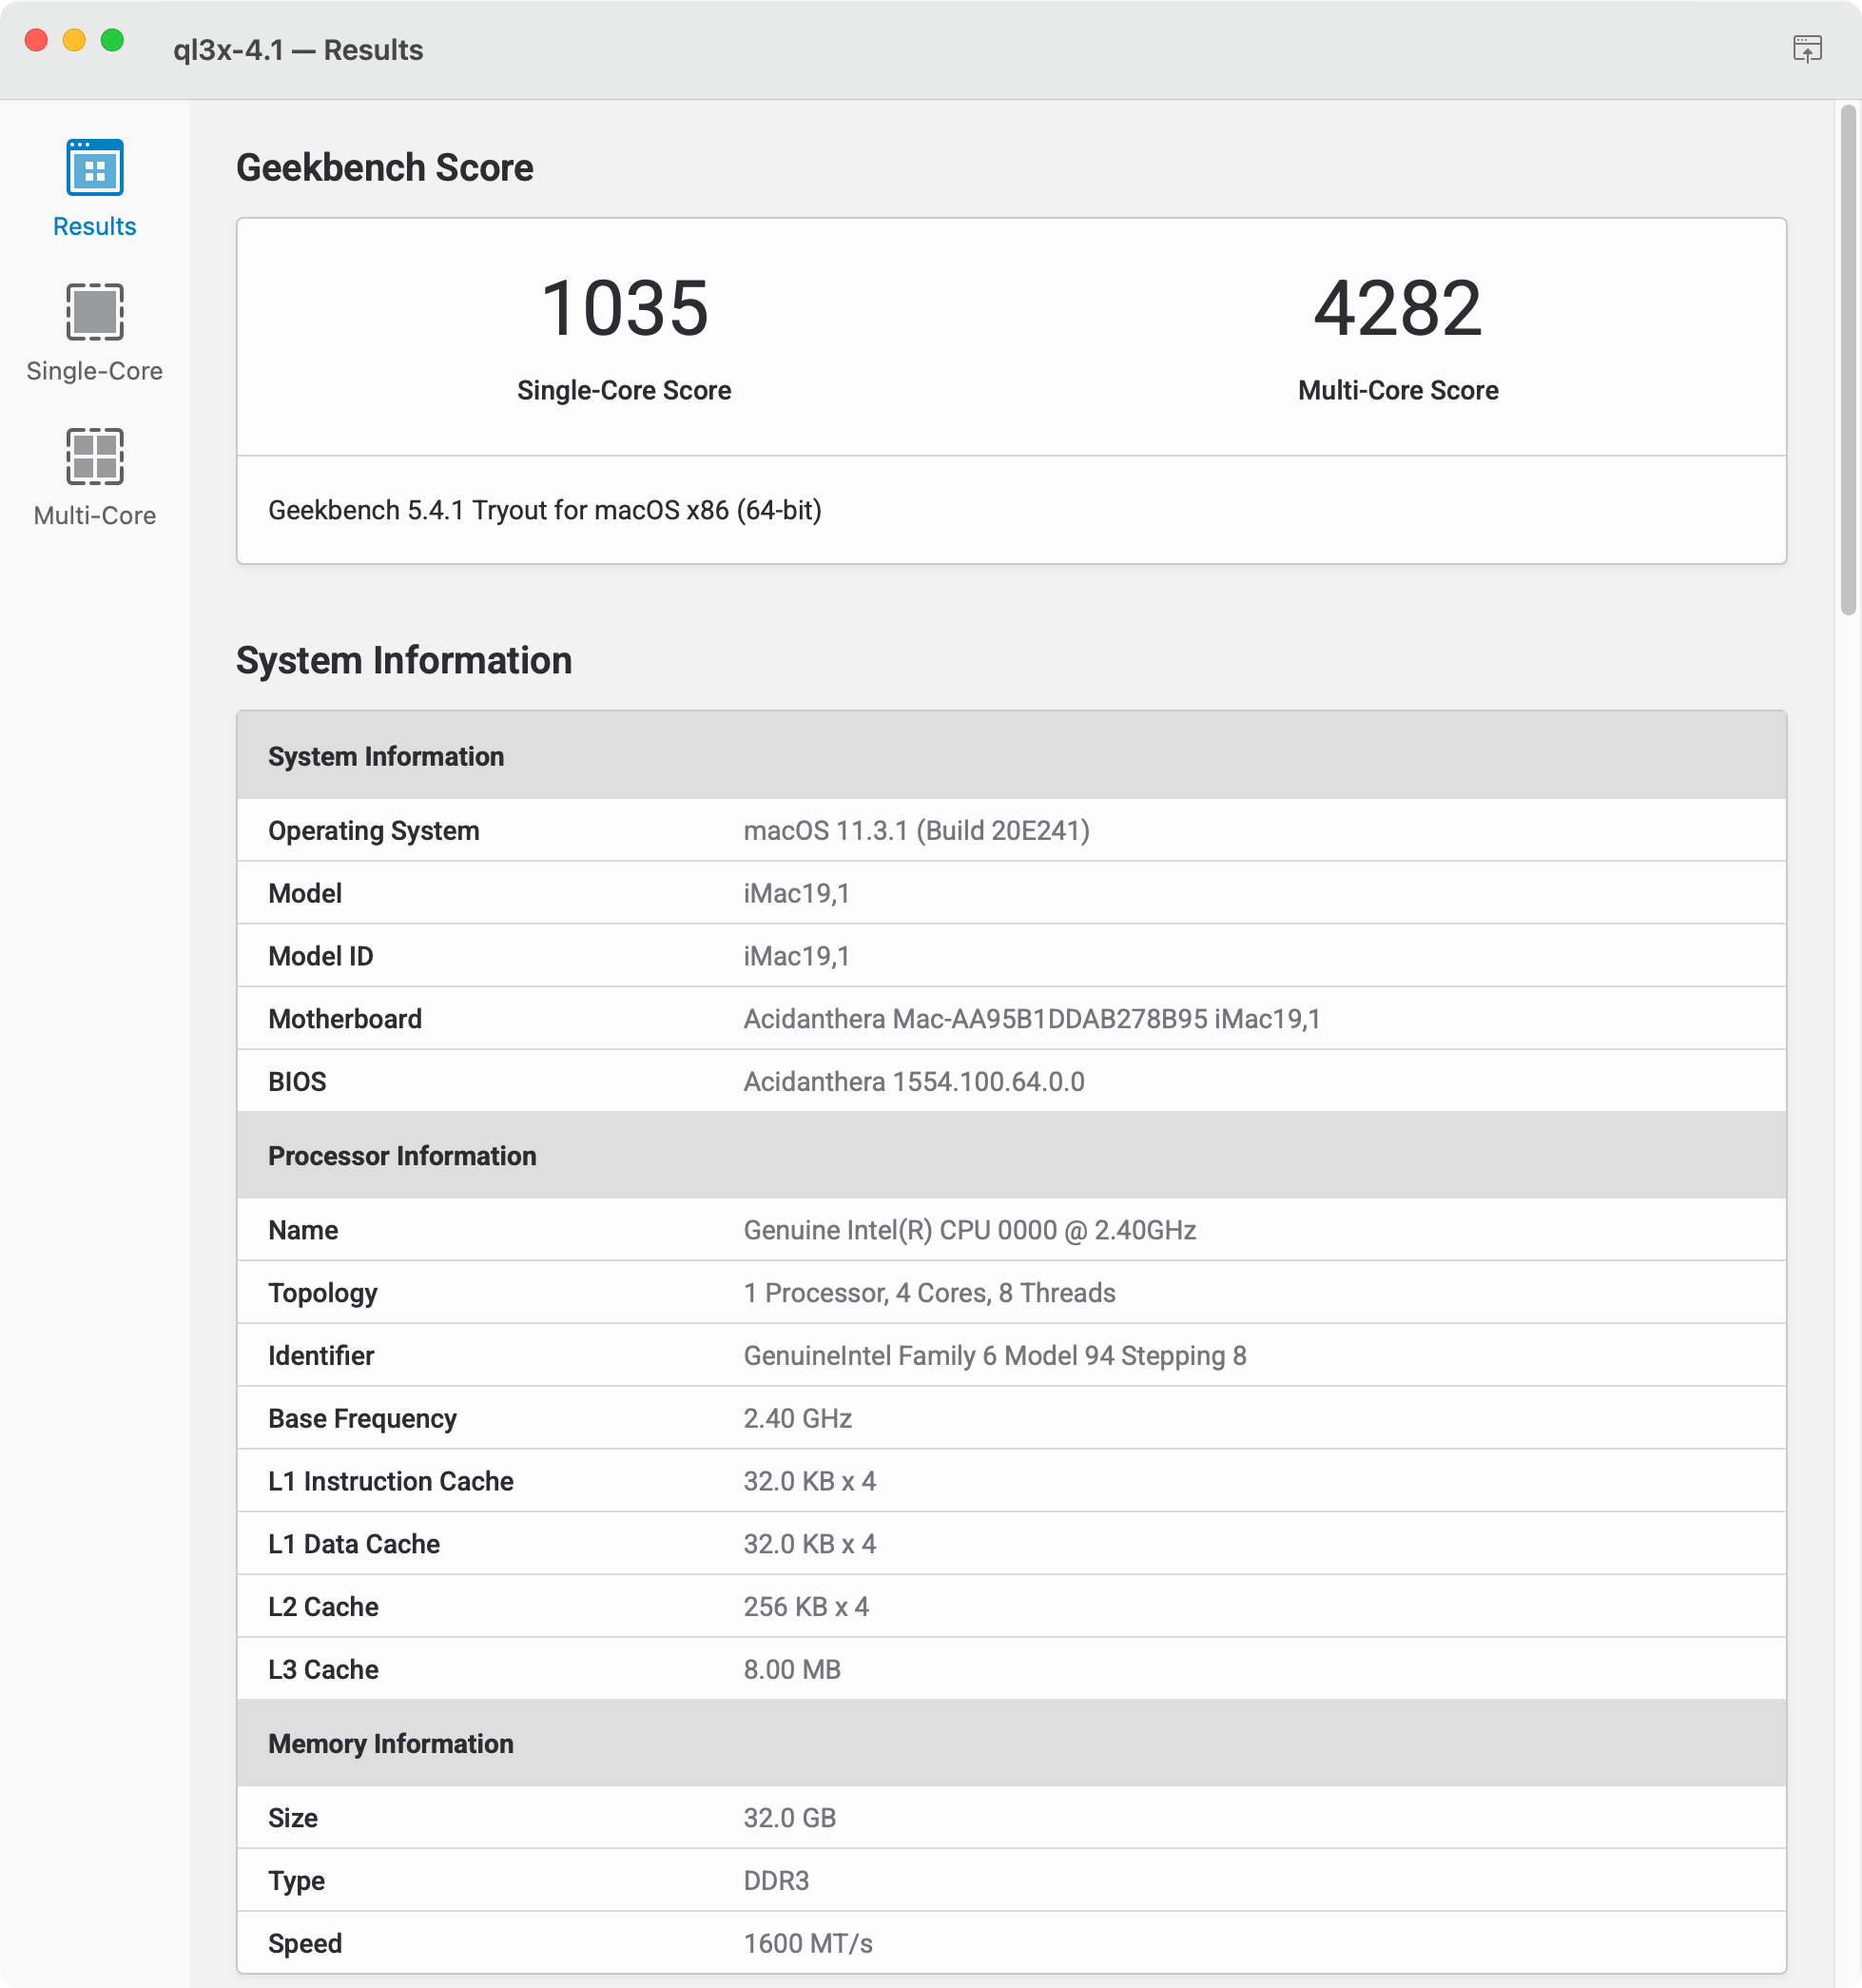 ql3x-4.1 — Results
Results
Single-Core
Multi-Core
Geekbench Score
1035
Single-Core Score
4282
Multi-Core Score
Geekbench 5.4.1 Tryout for macOS x86 (64-bit)
System Information
System Information
Operating System macOS 11.3.1 (Build 20E241)
Model iMac19,1
Model ID iMac19,1
Motherboard Acidanthera Mac-AA95B1DDAB278B95 iMac19,1
BIOS Acidanthera 1554.100.64.0.0
Processor Information
Name Genuine Intel(R) CPU 0000 @ 2.40GHz
Topology 1 Processor, 4 Cores, 8 Threads
Identifier GenuineIntel Family 6 Model 94 Stepping 8
Base Frequency 2.40 GHz
L1 Instruction Cache 32.0 KB x 4
L1 Data Cache 32.0 KB x 4
L2 Cache 256 KB x 4
L3 Cache 8.00 MB
Memory Information
Size 32.0 GB
Type DDR3
Speed 1600 MT/s